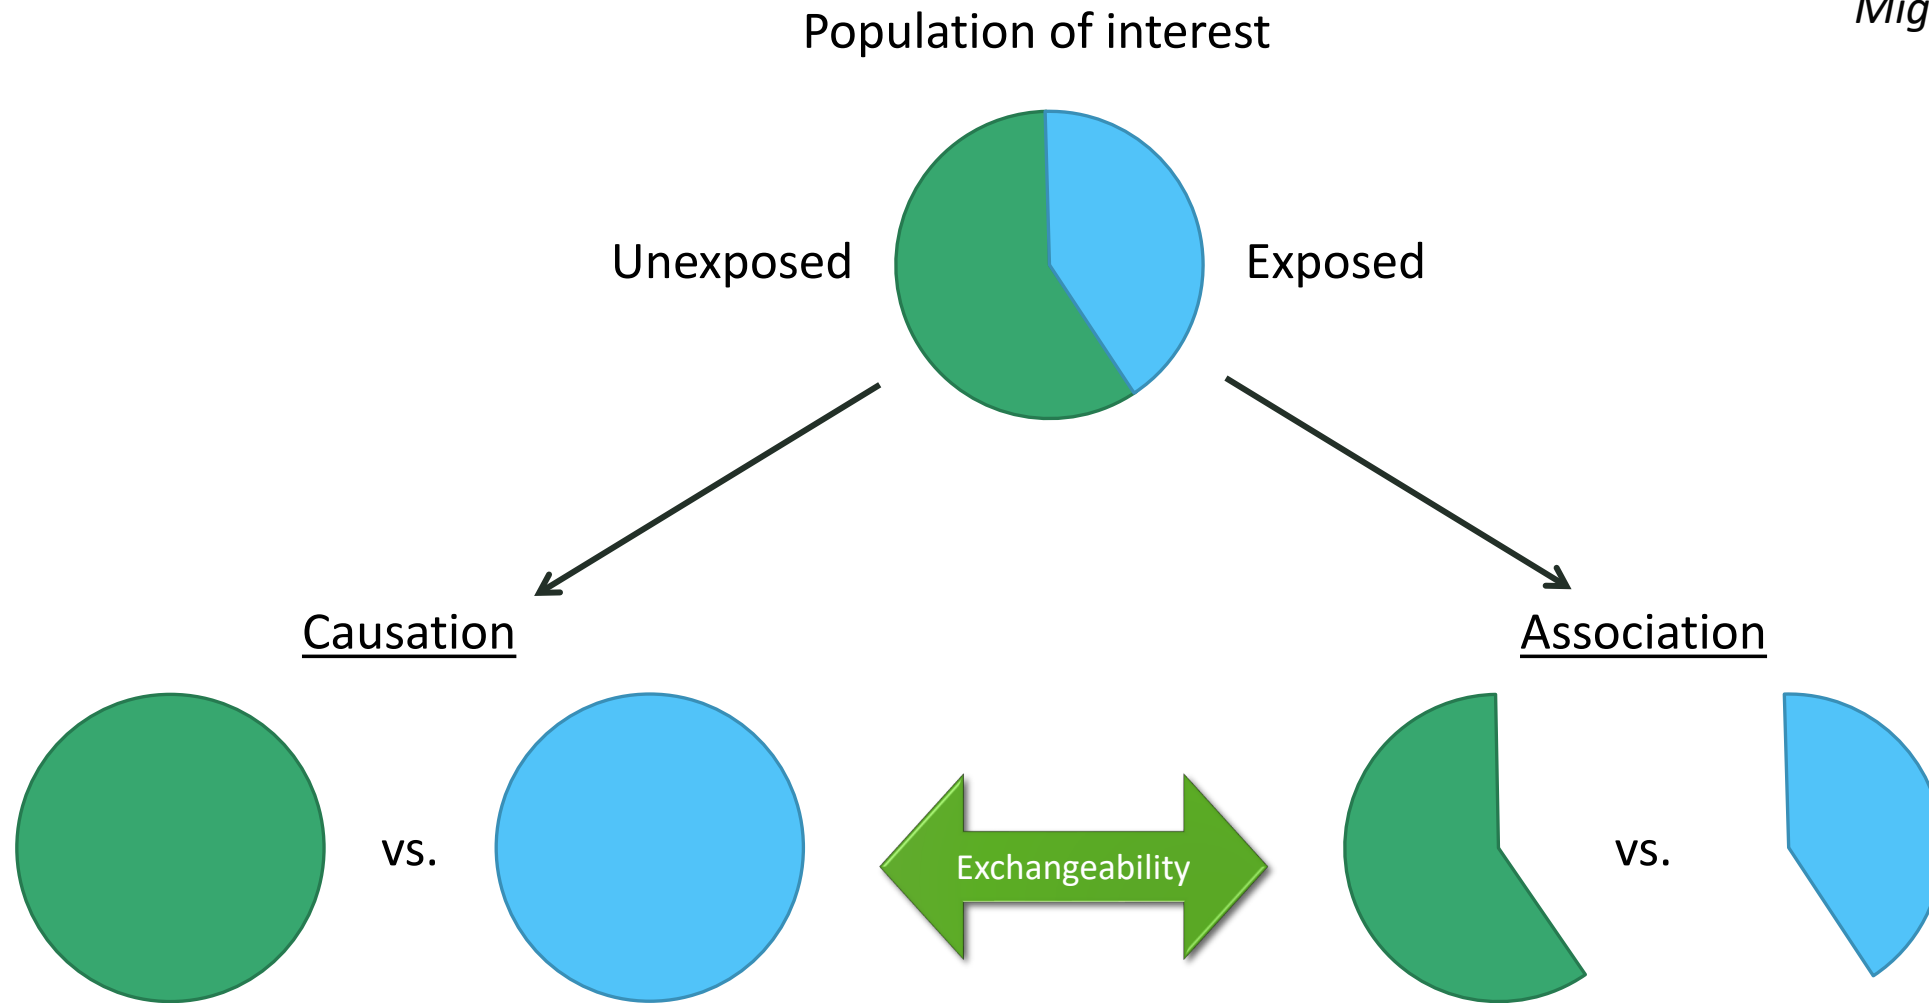 Population of interest
Unexposed
Exposed
Causation
Association
vs.
Exchangeability
vs.